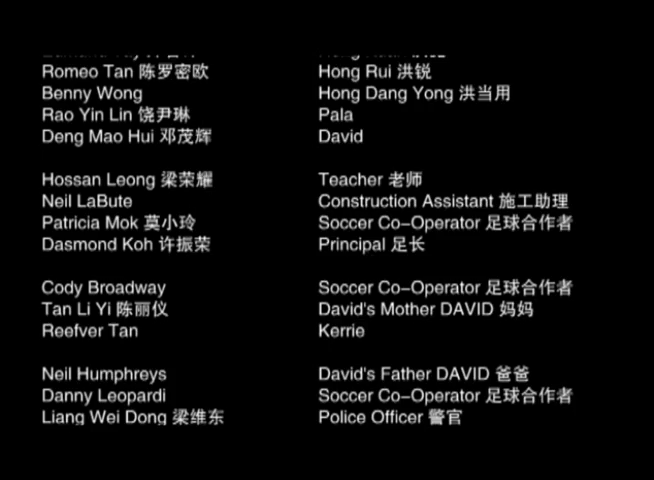 Romeo Tan 陈罗密欧 Hong Rui 洪锐
Benny Wong Hong Dang Yong 洪当用
Rao Yin Lin 饶尹琳 Pala
Deng Mao Hui 邓茂辉 David
Hossan Leong 梁荣耀 Teacher 老师
Neil LaBute Construction Assistant 施工助理
Patricia Mok 莫小玲 Soccer Co-Operator 足球合作者
Dasmond Koh 许振荣 Principal 足长
Cody Broadway Soccer Co-Operator 足球合作者
Tan Li Yi 陈丽仪 David's Mother DAVID 妈妈
Reefver Tan Kerrie
Neil Humphreys David's Father DAVID 爸爸
Danny Leopardi Soccer Co-Operator 足球合作者
Liang Wei Dong 梁维东 Police Officer 警官